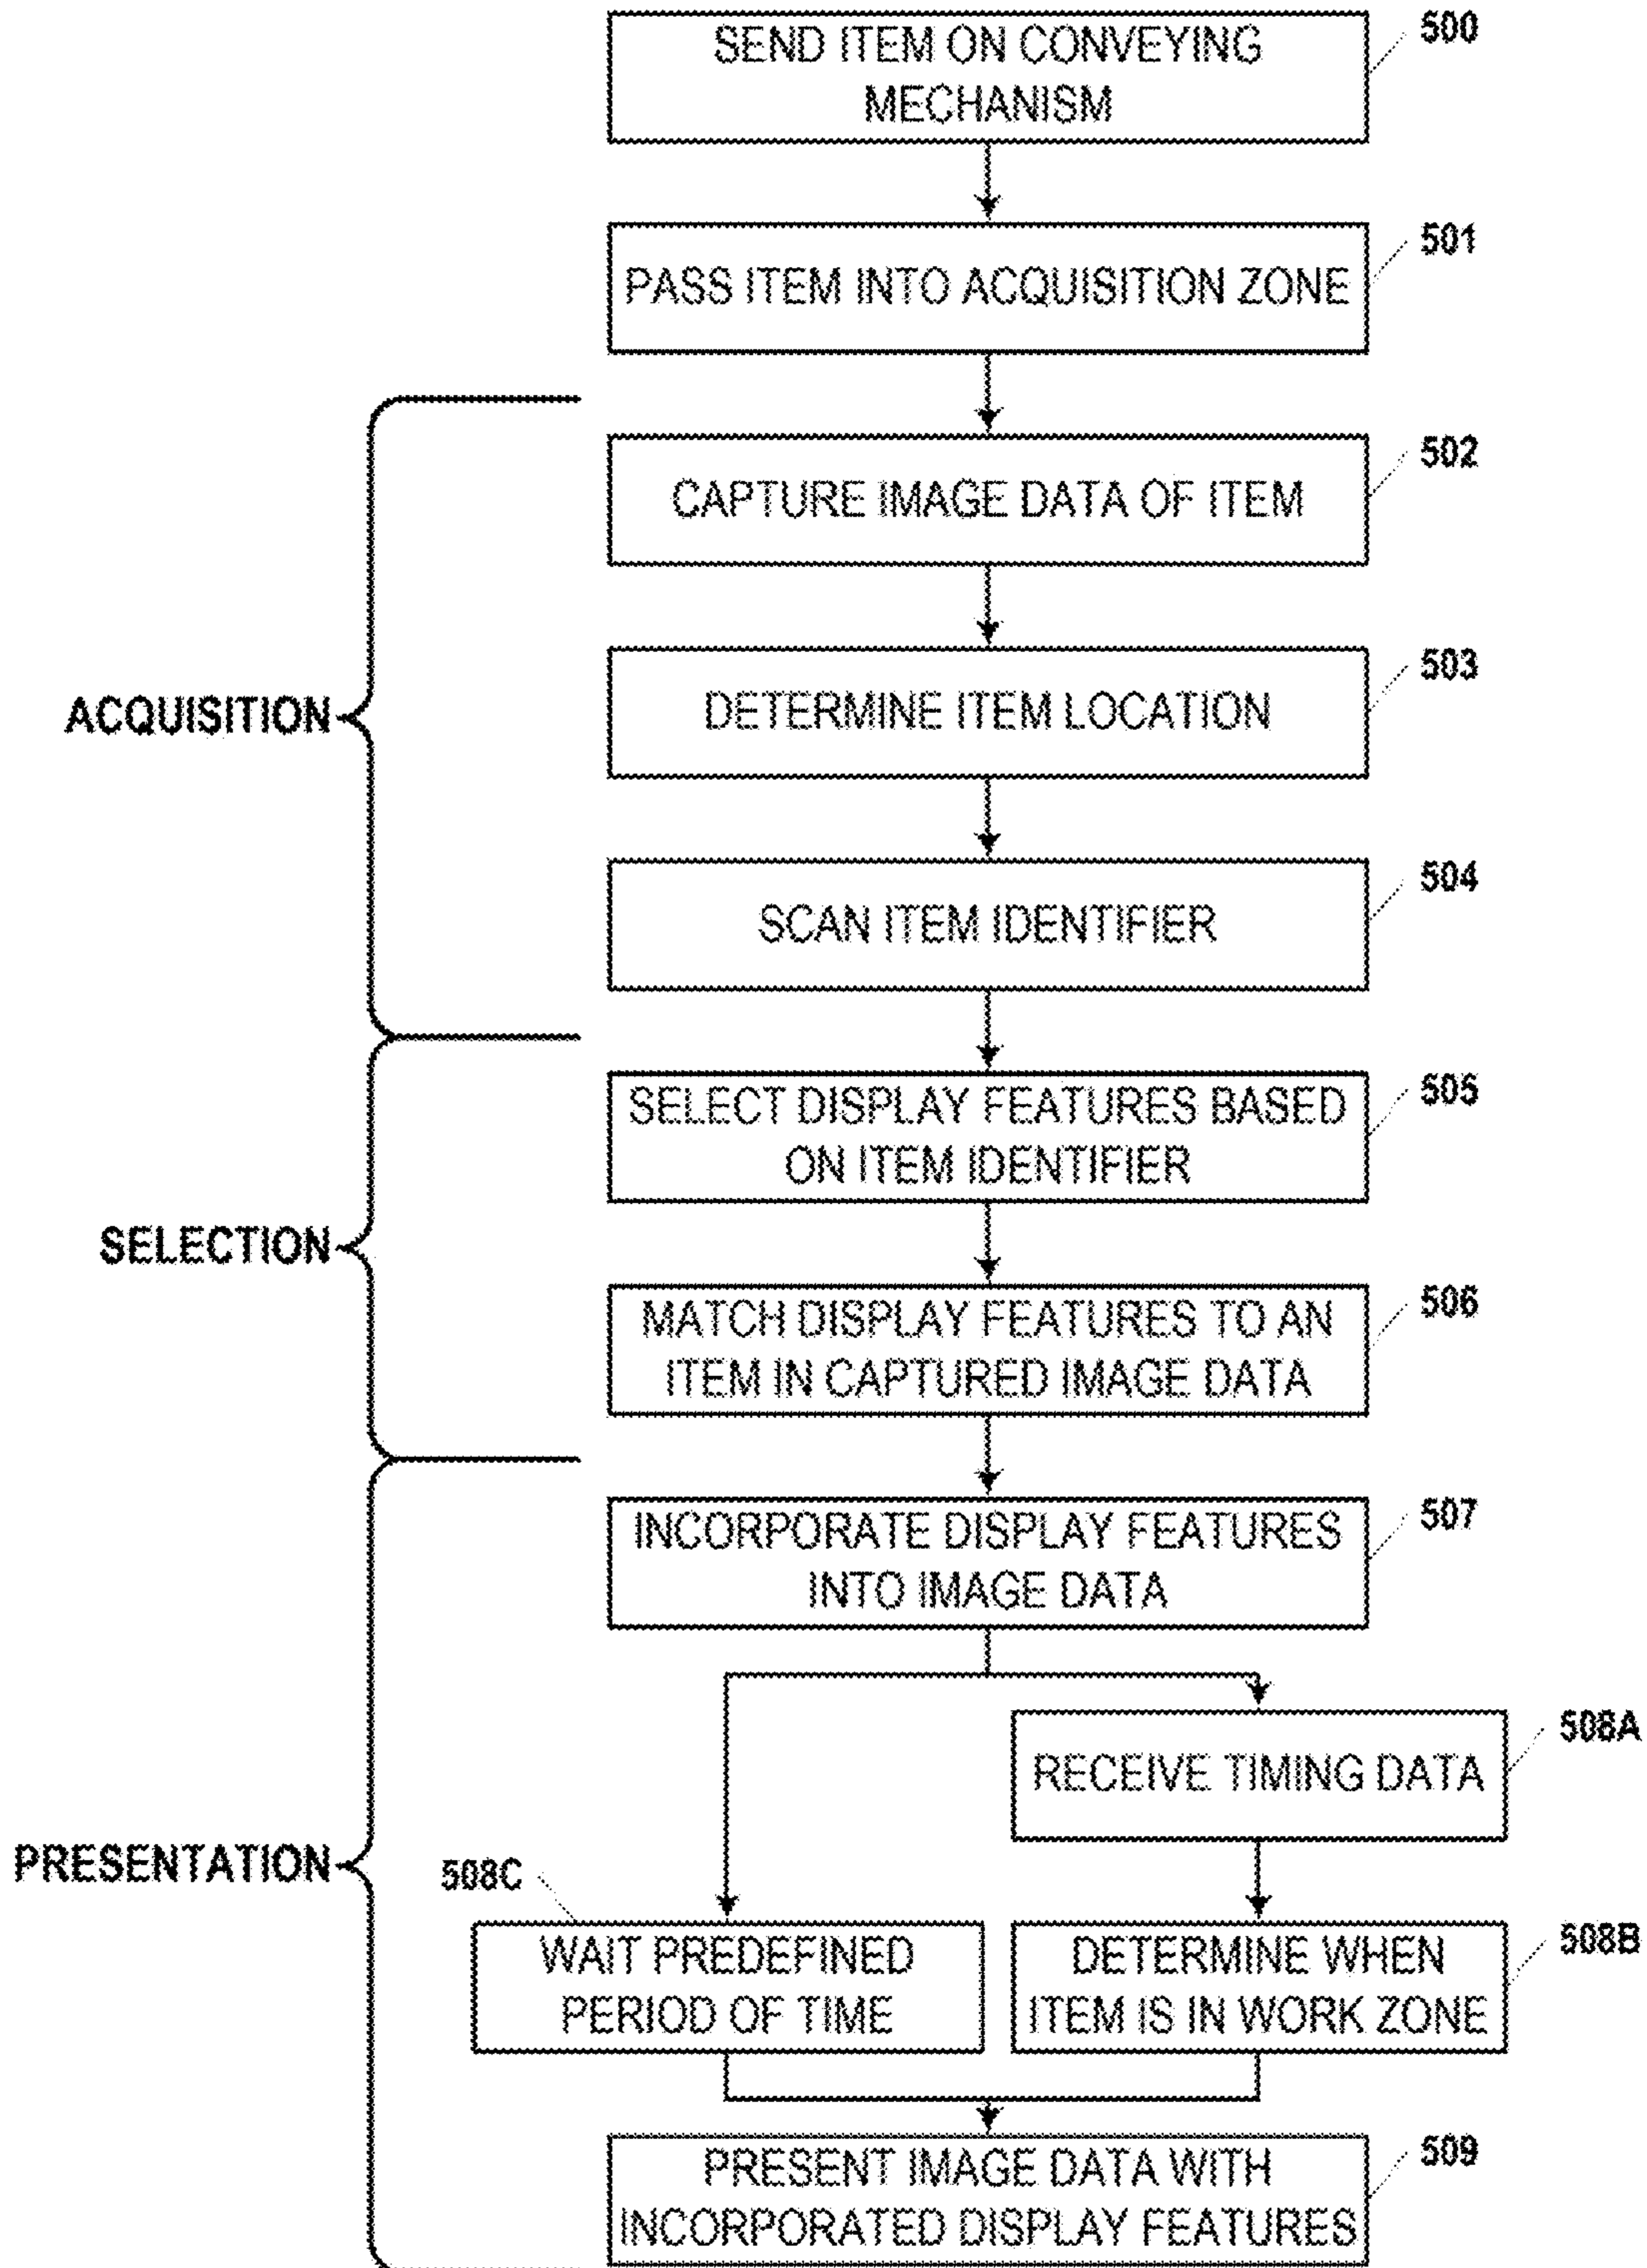 SEND ITEM ON CONVEYING
MECHANISM
500
PASS ITEM INTO ACQUISITION ZONE
501
CAPTURE IMAGE DATA OF ITEM
502
DETERMINE ITEM LOCATION
503
ACQUISITION
SCAN ITEM IDENTIFIER
504
SELECT DISPLAY FEATURES BASED
ON ITEM IDENTIFIER
505
SELECTION
MATCH DISPLAY FEATURES TO AN
ITEM IN CAPTURED IMAGE DATA
506
INCORPORATE DISPLAY FEATURES
INTO IMAGE DATA
507
RECEIVE TIMING DATA
508A
PRESENTATION
508C
WAIT PREDEFINED
PERIOD OF TIME
DETERMINE WHEN
ITEM IS IN WORK ZONE
508B
PRESENT IMAGE DATA WITH
INCORPORATED DISPLAY FEATURES
509